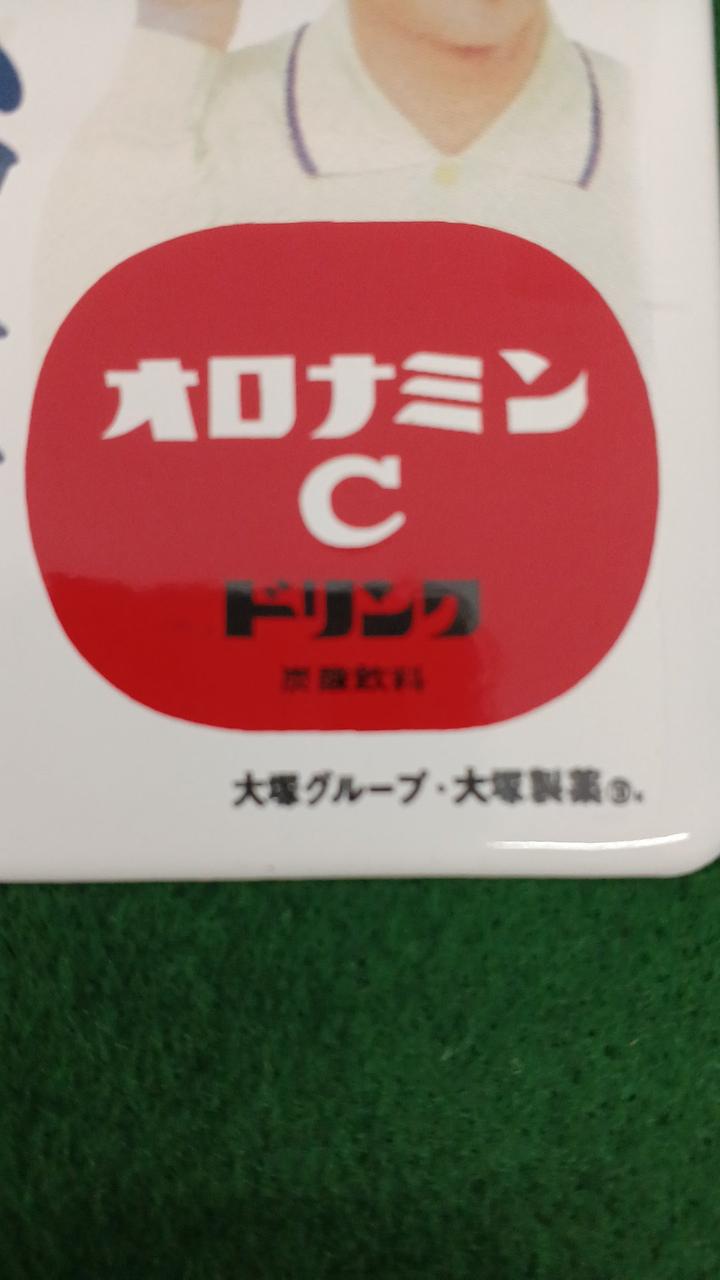 オロナミン
C
ドリンク
炭酸飲料
大塚グループ・大塚製薬